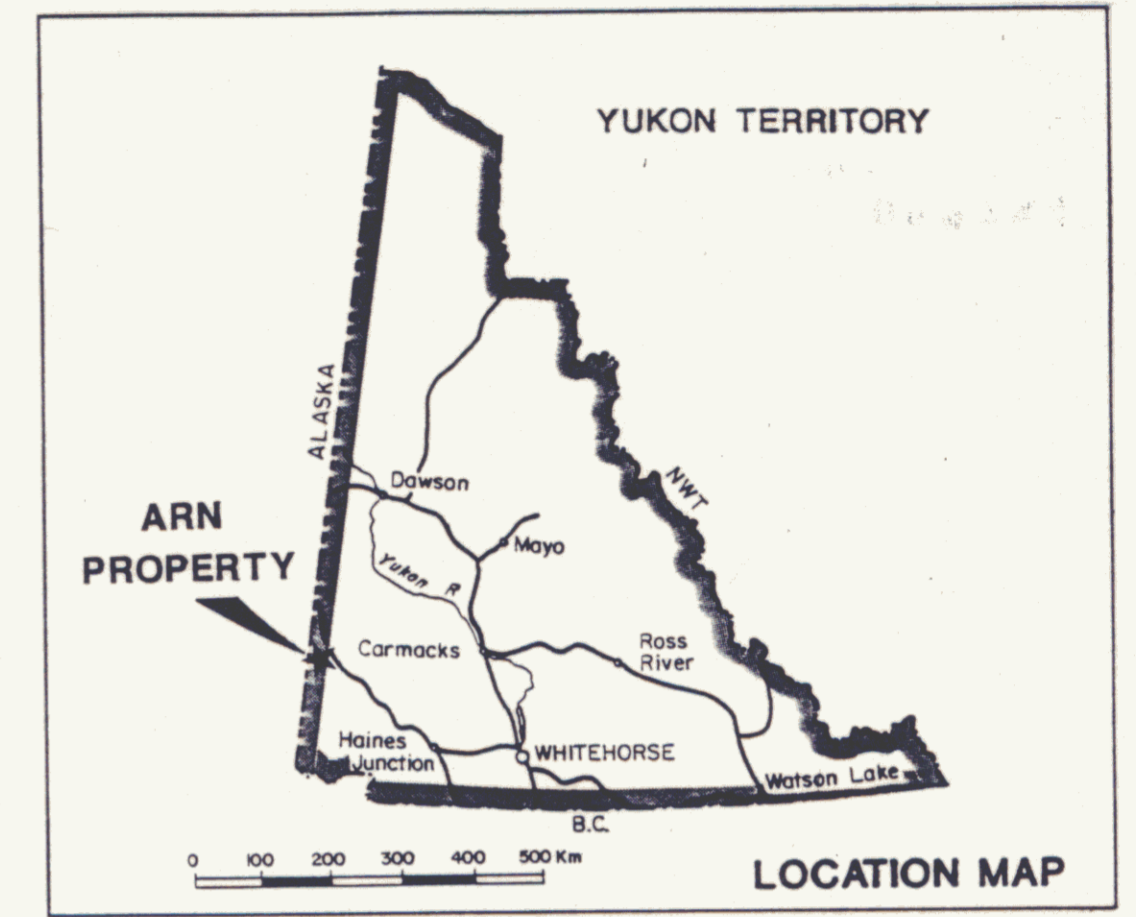 YUKON TERRITORY
ALASKA
Dawson
NWT
ARN
PROPERTY
Mayo
Yukon R
Carmacks
Ross
River
Haines
Junction
WHITEHORSE
Watson Lake
B.C.
0 100 200 300 400 500 Km
LOCATION MAP